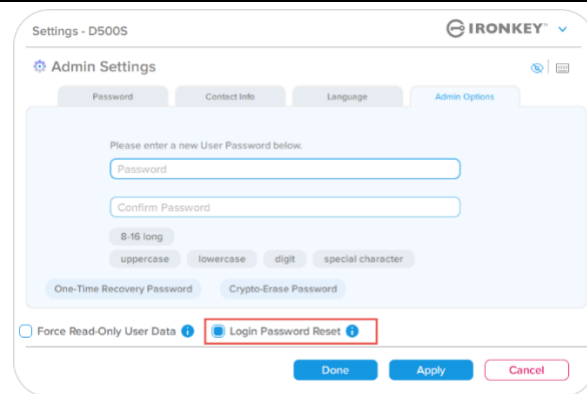 Settings - D500S
IRONKEY™
Admin Settings
Password Contact Info Language Admin Options
Please enter a new User Password below.
Password
Confirm Password
8-16 long
uppercase lowercase digit special character
One-Time Recovery Password Crypto-Erase Password
Force Read-Only User Data Login Password Reset
Done Apply Cancel